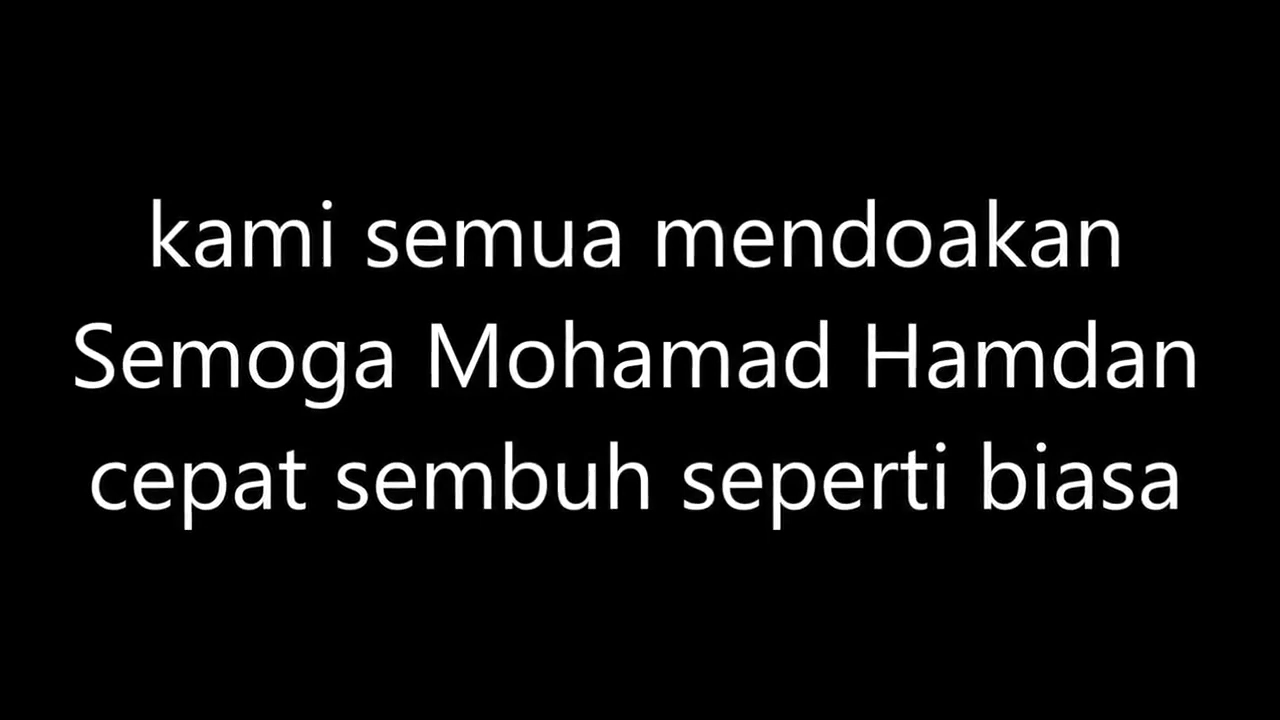 kami semua mendoakan
Semoga Mohamad Hamdan
cepat sembuh seperti biasa